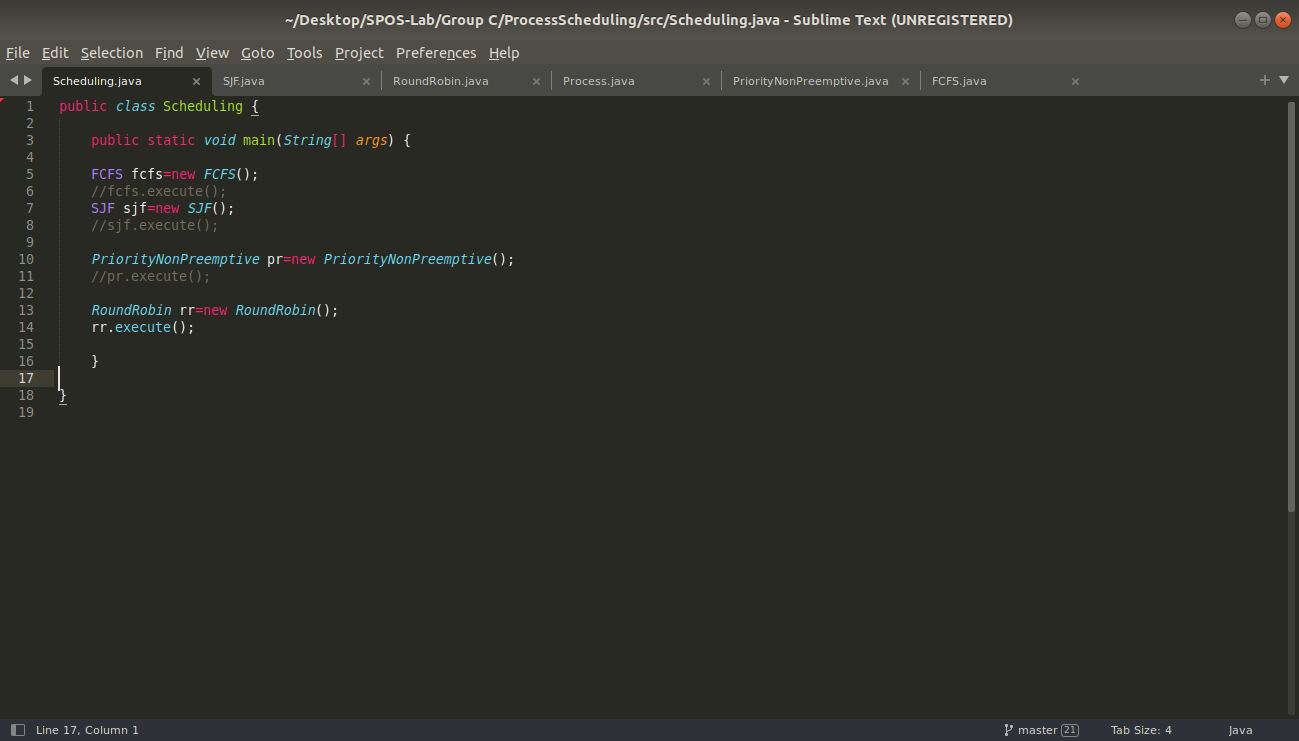 ~/Desktop/SPOS-Lab/Group C/ProcessScheduling/src/Scheduling.java - Sublime Text (UNREGISTERED)
File Edit Selection Find View Goto Tools Project Preferences Help
Scheduling.java SJF.java RoundRobin.java Process.java PriorityNonPreemptive.java FCFS.java
1 public class Scheduling {
2
3 public static void main(String[] args) {
4
5 FCFS fcfs=new FCFS();
6 //fcfs.execute();
7 SJF sjf=new SJF();
8 //sjf.execute();
9
10 PriorityNonPreemptive pr=new PriorityNonPreemptive();
11 //pr.execute();
12
13 RoundRobin rr=new RoundRobin();
14 rr.execute();
15
16 }
17
18 }
19
Line 17, Column 1 master 21 Tab Size: 4 Java